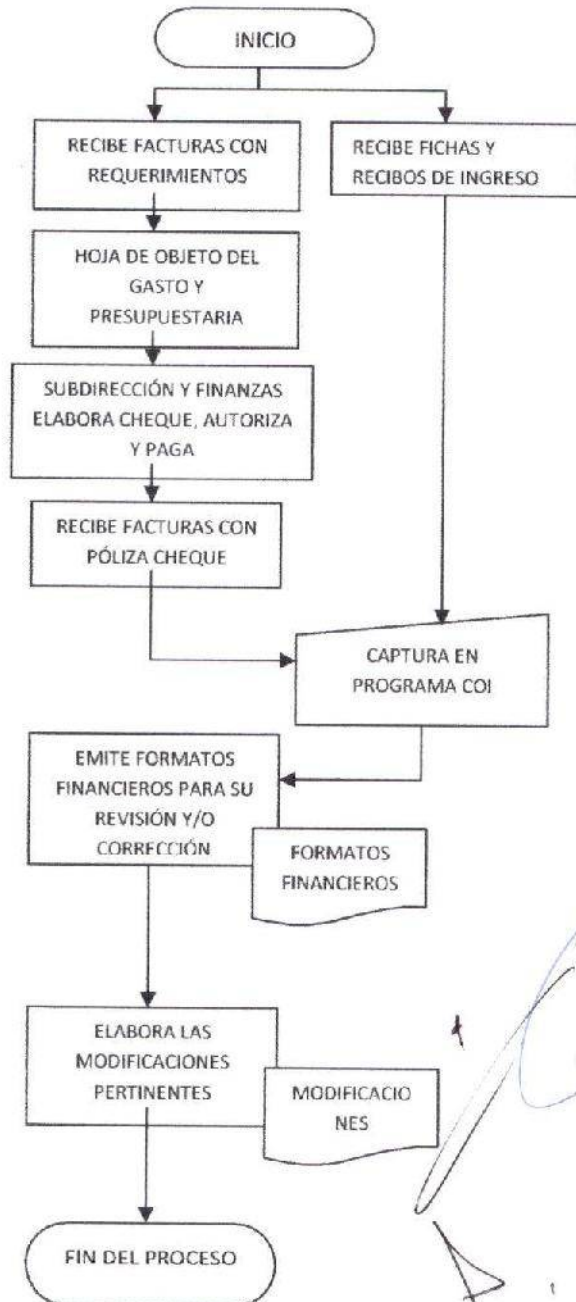 INICIO
RECIBE FACTURAS CON
REQUERIMIENTOS
RECIBE FICHAS Y
RECIBOS DE INGRESO
HOJA DE OBJETO DEL
GASTO Y
PRESUPUESTARIA
SUBDIRECCIÓN Y FINANZAS
ELABORA CHEQUE, AUTORIZA
Y PAGA
RECIBE FACTURAS CON
PÓLIZA CHEQUE
CAPTURA EN
PROGRAMA COI
EMITE FORMATOS
FINANCIEROS PARA SU
REVISIÓN Y/O
CORRECCIÓN
FORMATOS
FINANCIEROS
ELABORA LAS
MODIFICACIONES
PERTINENTES
MODIFICACIO
NES
FIN DEL PROCESO